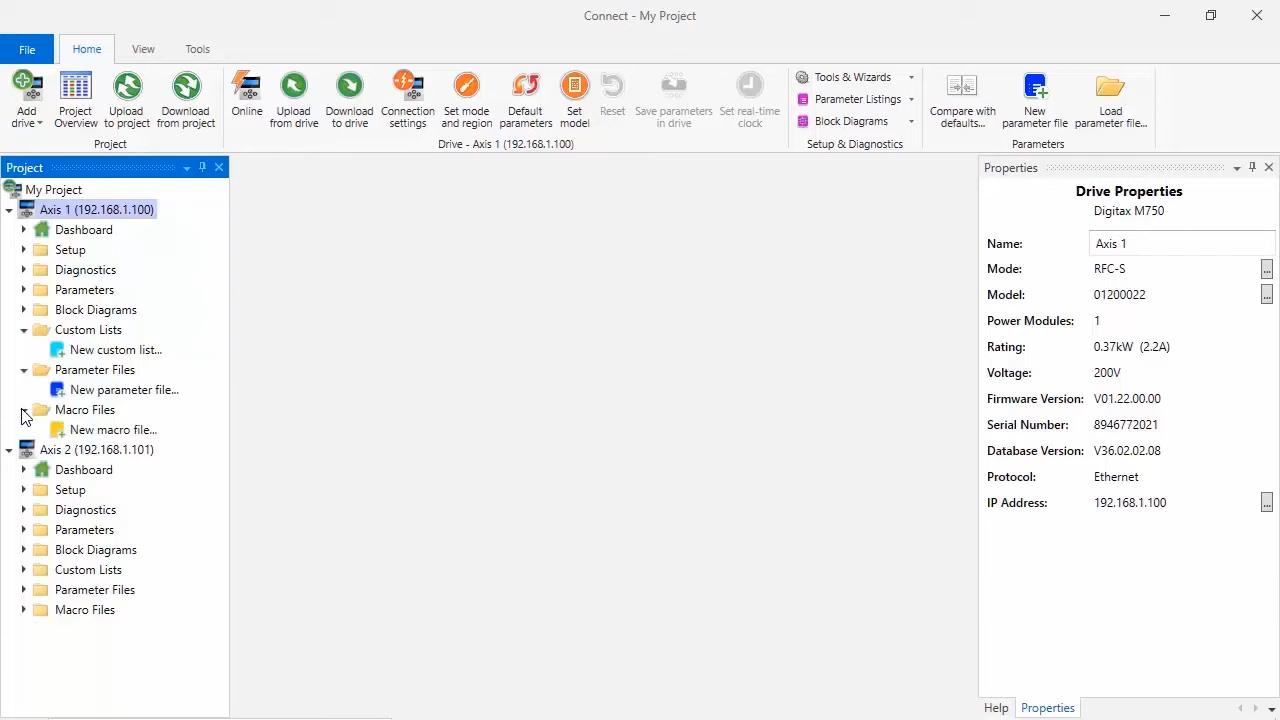 Connect - My Project
File Home View Tools
Add drive
Project Overview
Upload to project
Download from project
Project
Online
Upload from drive
Download to drive
Connection settings
Set mode and region
Default parameters
Set model
Reset
Save parameters in drive
Set real-time clock
Drive - Axis 1 (192.168.1.100)
Tools & Wizards
Parameter Listings
Block Diagrams
Setup & Diagnostics
Compare with defaults...
New parameter file
Load parameter file...
Parameters
Project
My Project
Axis 1 (192.168.1.100)
Dashboard
Setup
Diagnostics
Parameters
Block Diagrams
Custom Lists
New custom list...
Parameter Files
New parameter file...
Macro Files
New macro file...
Axis 2 (192.168.1.101)
Dashboard
Setup
Diagnostics
Parameters
Block Diagrams
Custom Lists
Parameter Files
Macro Files
Properties
Drive Properties
Digitax M750
Name: Axis 1
Mode: RFC-S ...
Model: 01200022 ...
Power Modules: 1
Rating: 0.37kW (2.2A)
Voltage: 200V
Firmware Version: V01.22.00.00
Serial Number: 8946772021
Database Version: V36.02.02.08
Protocol: Ethernet
IP Address: 192.168.1.100 ...
Help Properties